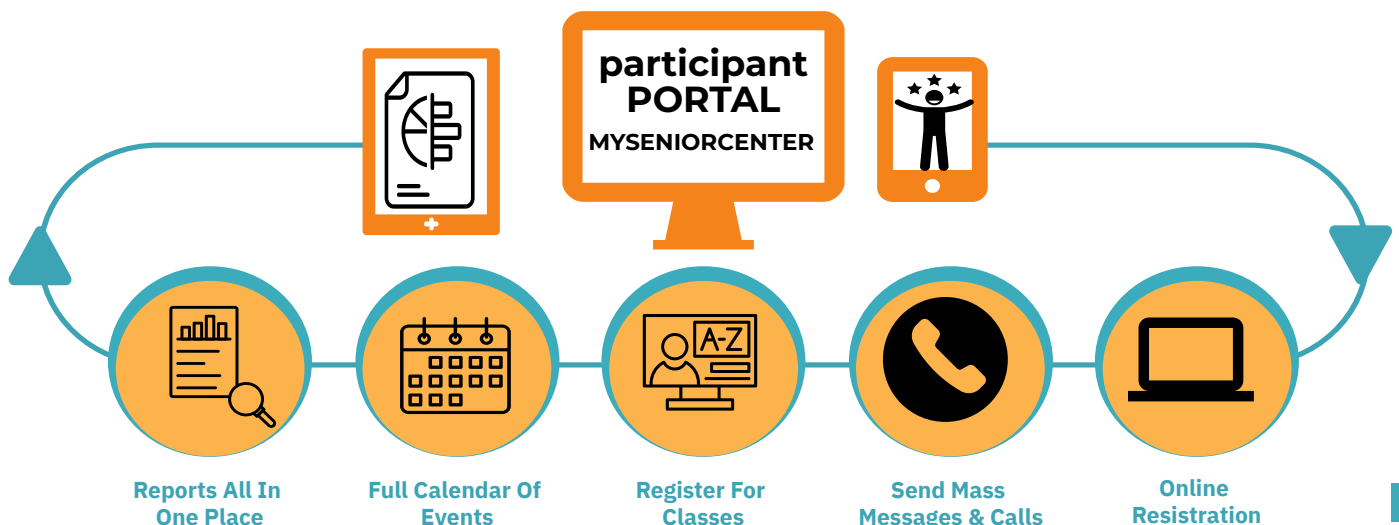 participant
PORTAL
MYSENIORCENTER
A-Z
Reports All In
One Place
Full Calendar Of
Events
Register For
Classes
Send Mass
Messages & Calls
Online
Resistration